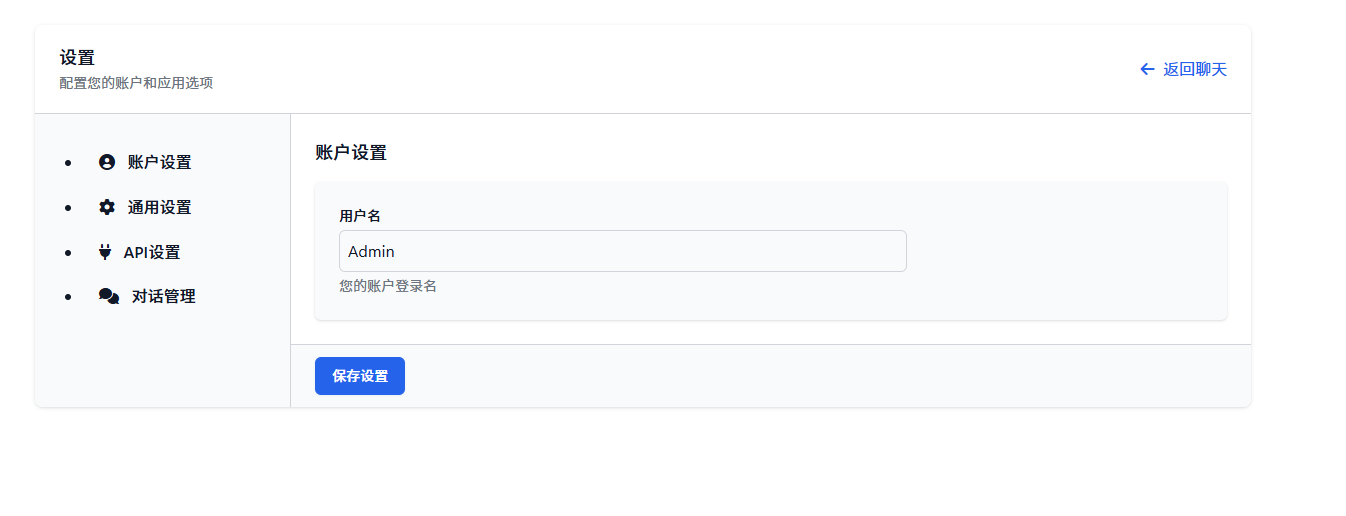 设置
配置您的账户和应用选项
返回聊天
账户设置
通用设置
API设置
对话管理
账户设置
用户名
Admin
您的账户登录名
保存设置